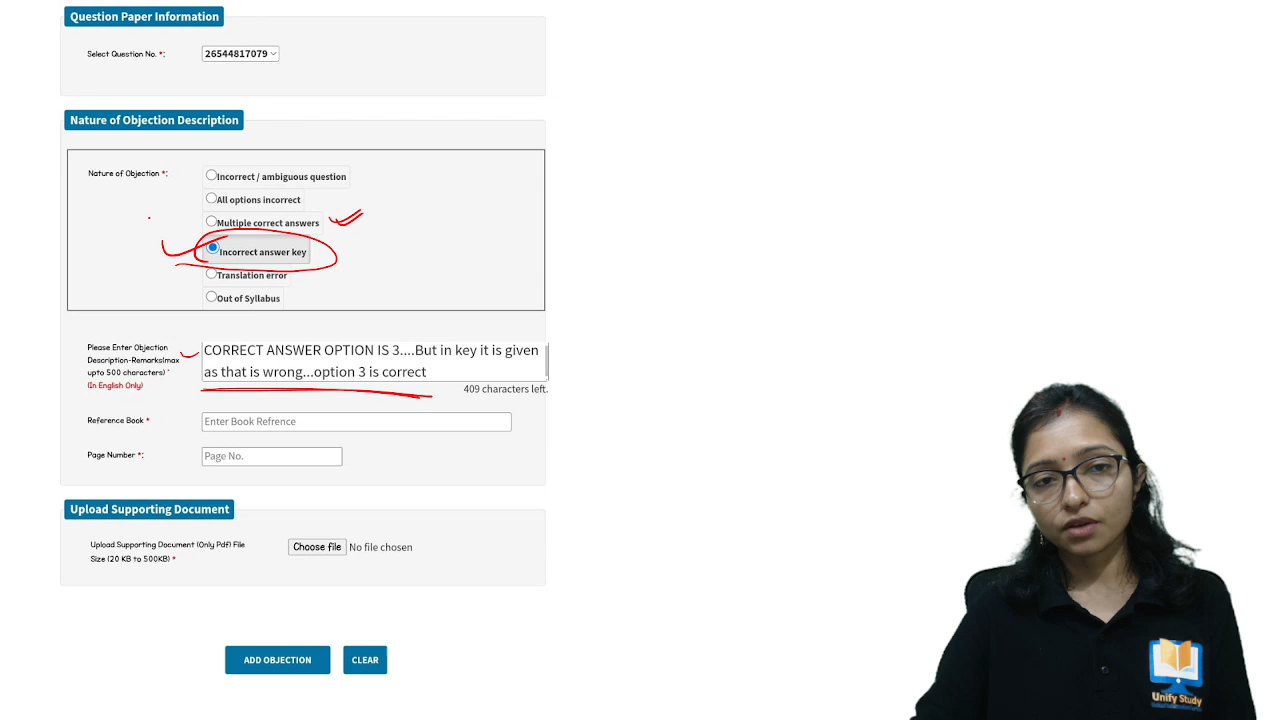 Question Paper Information
Select Question No. *: 26544817079
Nature of Objection Description
Nature of Objection *:
Incorrect / ambiguous question
All options incorrect
Multiple correct answers
Incorrect answer key
Translation error
Out of Syllabus
Please Enter Objection
Description-Remarks(max
upto 500 characters) *
(In English Only)
CORRECT ANSWER OPTION IS 3....But in key it is given
as that is wrong...option 3 is correct
409 characters left.
Reference Book * Enter Book Refrence
Page Number *: Page No.
Upload Supporting Document
Upload Supporting Document (Only Pdf) File
Size (20 KB to 500KB) *
Choose file No file chosen
ADD OBJECTION CLEAR
Unify Study